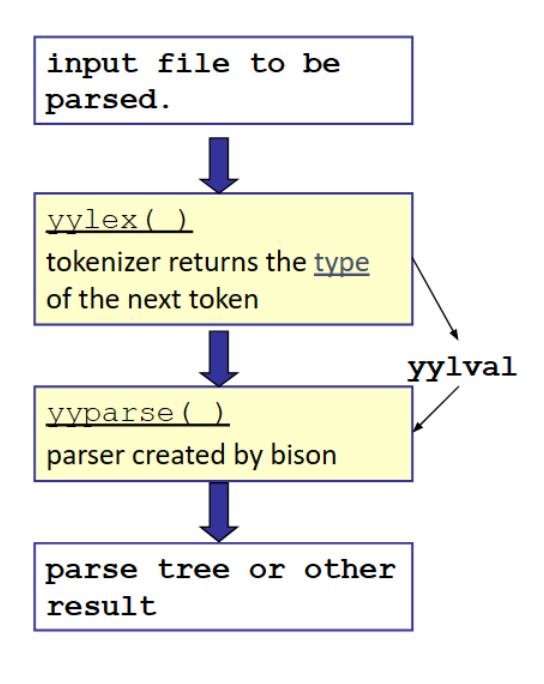 input file to be
parsed.
yylex( )
tokenizer returns the type
of the next token
yylval
yyparse( )
parser created by bison
parse tree or other
result